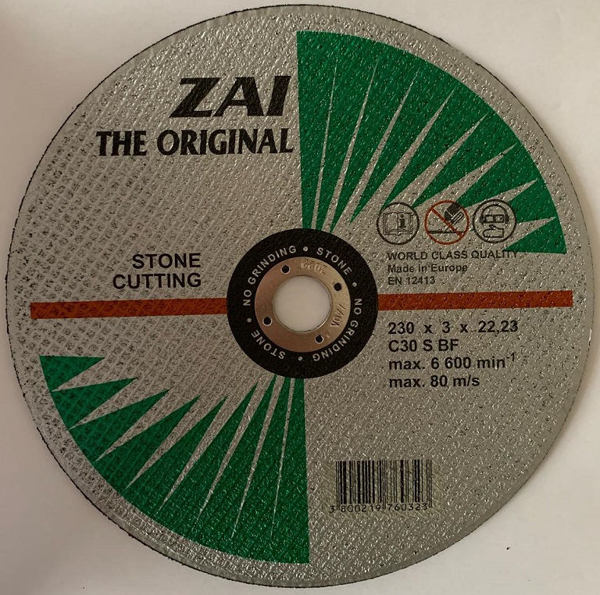 ZAI
THE ORIGINAL
STONE
CUTTING
WORLD CLASS QUALITY
Made in Europe
EN 12413
NO GRINDING • STONE • NO GRINDING • STONE •
230 x 3 x 22,23
C30 S BF
max. 6 600 min⁻¹
max. 80 m/s
3800219760323